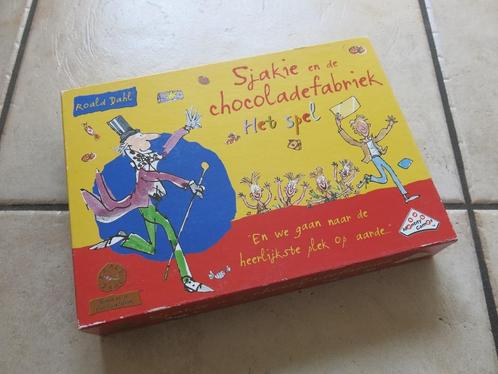 Roald Dahl
Sjakie en de
chocoladefabriek
Het spel
"En we gaan naar de
heerlijkste plek op aarde."